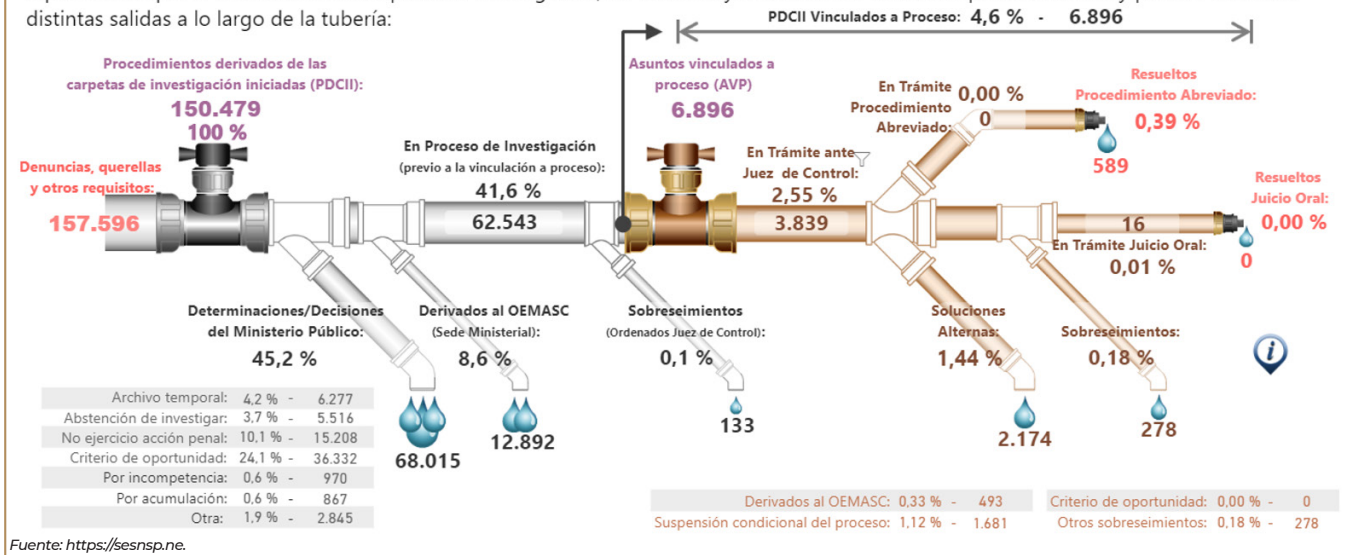 distintas salidas a lo largo de la tubería:
PDCII Vinculados a Proceso: 4,6 % - 6.896
Procedimientos derivados de las
carpetas de investigación iniciadas (PDCII):
150.479
100 %
Denuncias, querellas
y otros requisitos:
157.596
En Proceso de Investigación
(previo a la vinculación a proceso):
41,6 %
62.543
Asuntos vinculados a
proceso (AVP)
6.896
En Trámite ante
Juez de Control:
2,55 %
3.839
En Trámite
Procedimiento
Abreviado:
0,00 %
0
Resueltos
Procedimiento Abreviado:
0,39 %
589
Resueltos
Juicio Oral:
0,00 %
0
16
En Trámite Juicio Oral:
0,01 %
Determinaciones/Decisiones
del Ministerio Público:
45,2 %
68.015
Derivados al OEMASC
(Sede Ministerial):
8,6 %
12.892
Sobreseimientos
(Ordenados Juez de Control):
0,1 %
133
Soluciones
Alternas:
1,44 %
2.174
Sobreseimientos:
0,18 %
278
i
Archivo temporal: 4,2 % - 6.277
Abstención de investigar: 3,7 % - 5.516
No ejercicio acción penal: 10,1 % - 15.208
Criterio de oportunidad: 24,1 % - 36.332
Por incompetencia: 0,6 % - 970
Por acumulación: 0,6 % - 867
Otra: 1,9 % - 2.845
Derivados al OEMASC: 0,33 % - 493
Suspensión condicional del proceso: 1,12 % - 1.681
Criterio de oportunidad: 0,00 % - 0
Otros sobreseimientos: 0,18 % - 278
Fuente: https://sesnsp.ne.